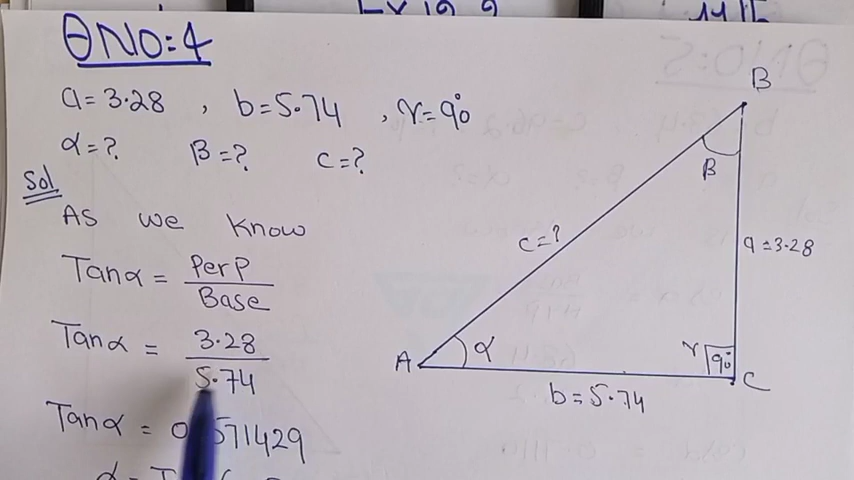 QNO:4
a=3.28 , b=5.74 , γ=90°
α=? β=? c=?
Sol
As we know
Tanα = PerP / Base
Tanα = 3.28 / 5.74
Tanα = 0.571429
B
β
c=?
a=3.28
A
α
γ
90°
C
b=5.74